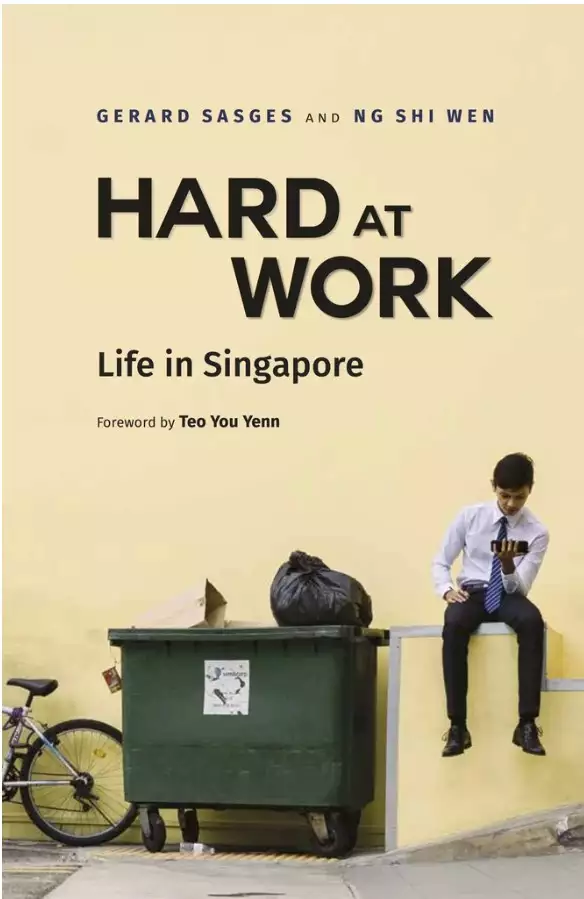 GERARD SASGES AND NG SHI WEN
HARD AT
WORK
Life in Singapore
Foreword by Teo You Yenn